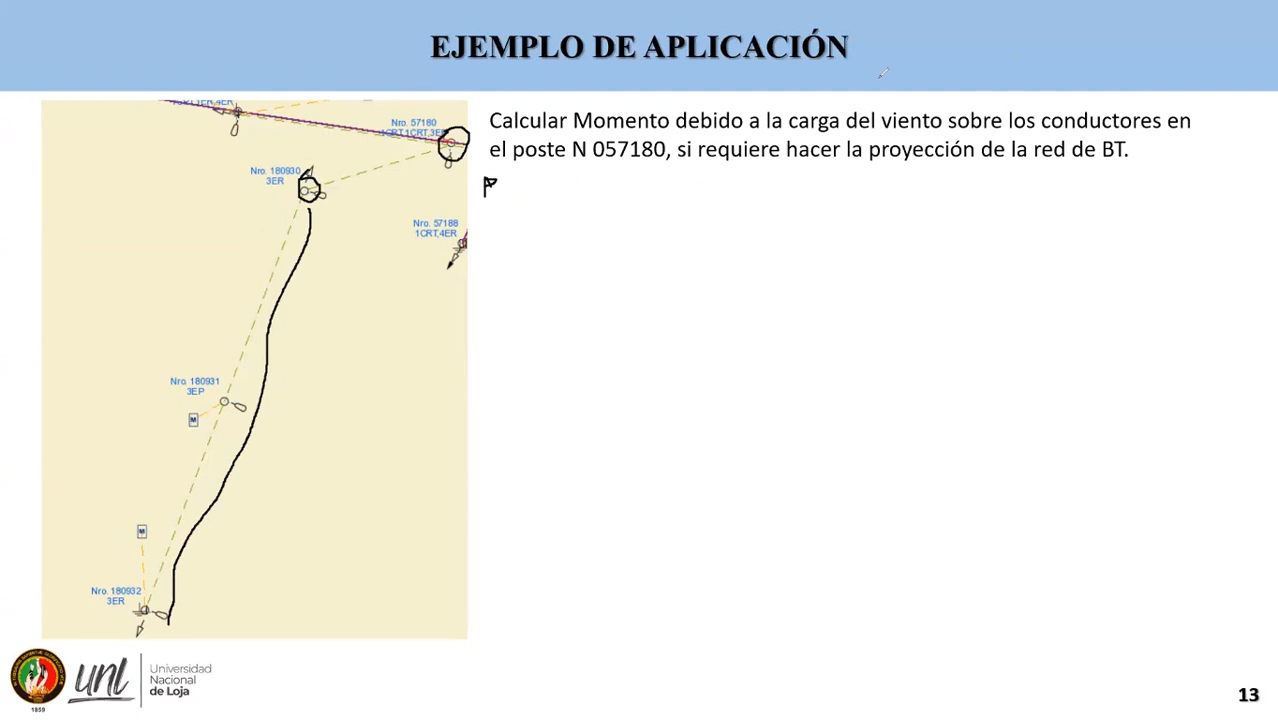 EJEMPLO DE APLICACIÓN
Calcular Momento debido a la carga del viento sobre los conductores en
el poste N 057180, si requiere hacer la proyección de la red de BT.
Nro. 57180
1CRT,1CRT,3E
Nro. 180930
3ER
Nro. 57188
1CRT,4ER
Nro. 180931
3EP
M
M
Nro. 180932
3ER
1859
unl
Universidad
Nacional
de Loja
13